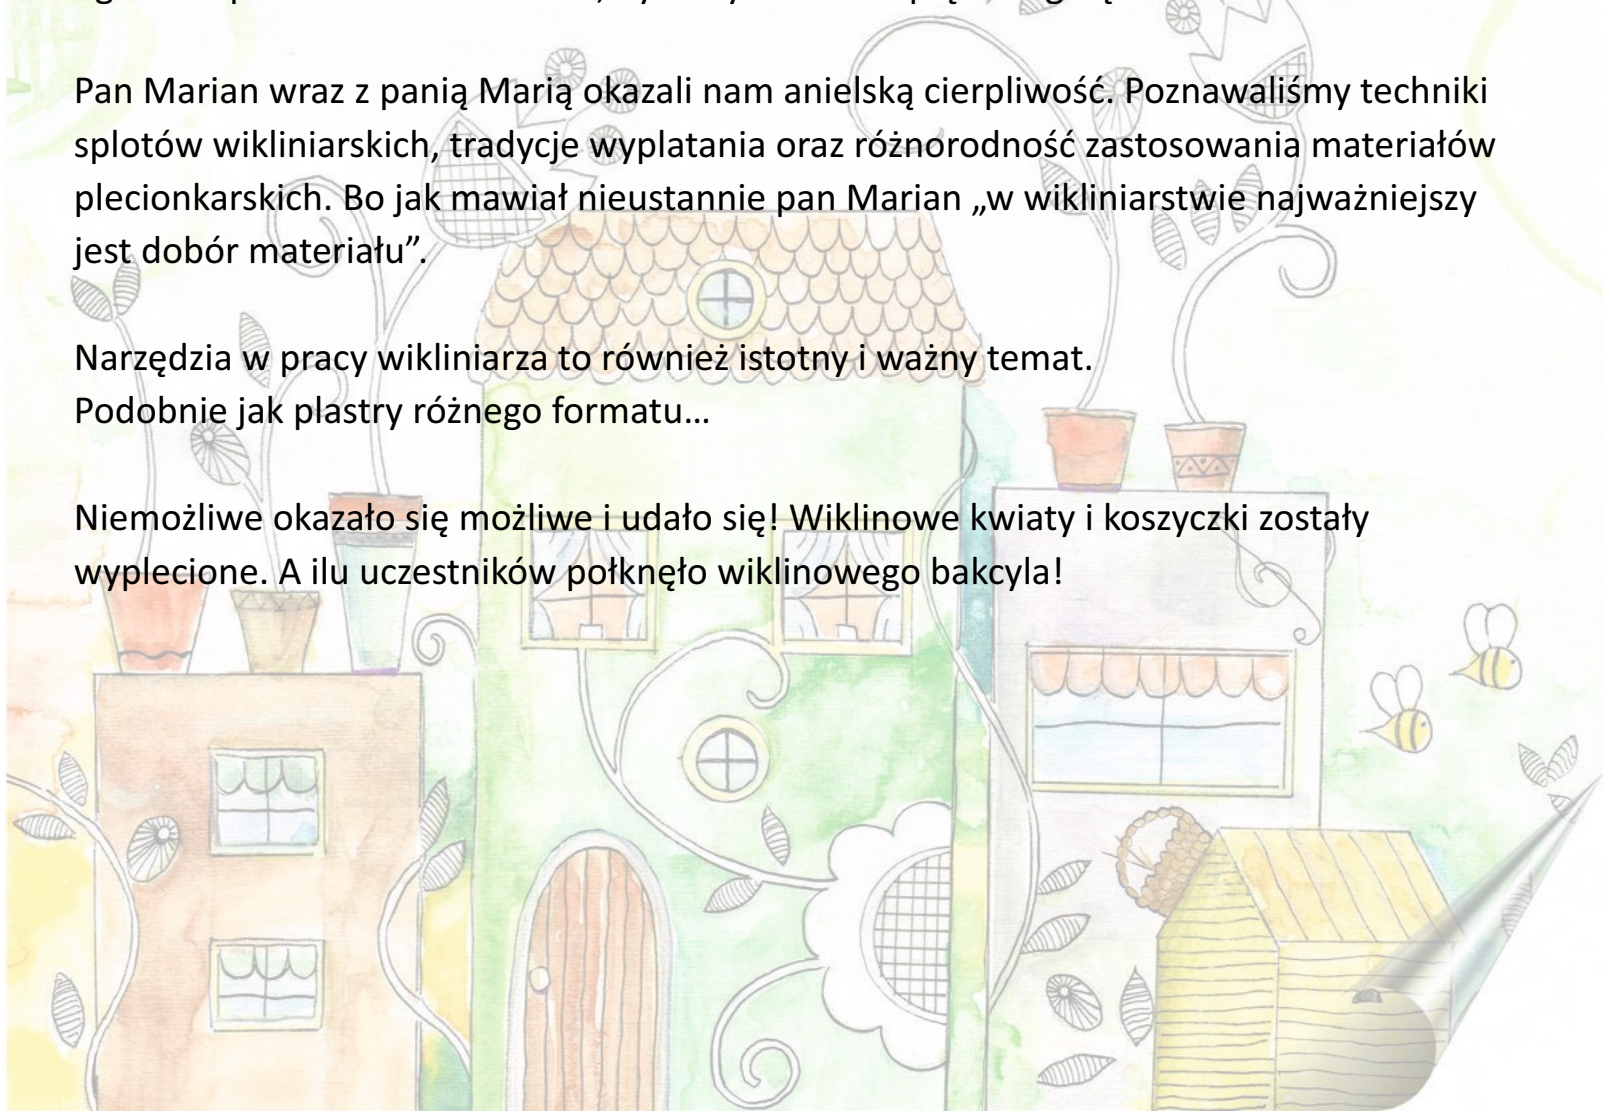 Pan Marian wraz z panią Marią okazali nam anielską cierpliwość. Poznawaliśmy techniki
splotów wikliniarskich, tradycje wyplatania oraz różnorodność zastosowania materiałów
plecionkarskich. Bo jak mawiał nieustannie pan Marian „w wikliniarstwie najważniejszy
jest dobór materiału”.
Narzędzia w pracy wikliniarza to również istotny i ważny temat.
Podobnie jak plastry różnego formatu…
Niemożliwe okazało się możliwe i udało się! Wiklinowe kwiaty i koszyczki zostały
wyplecione. A ilu uczestników połknęło wiklinowego bakcyla!